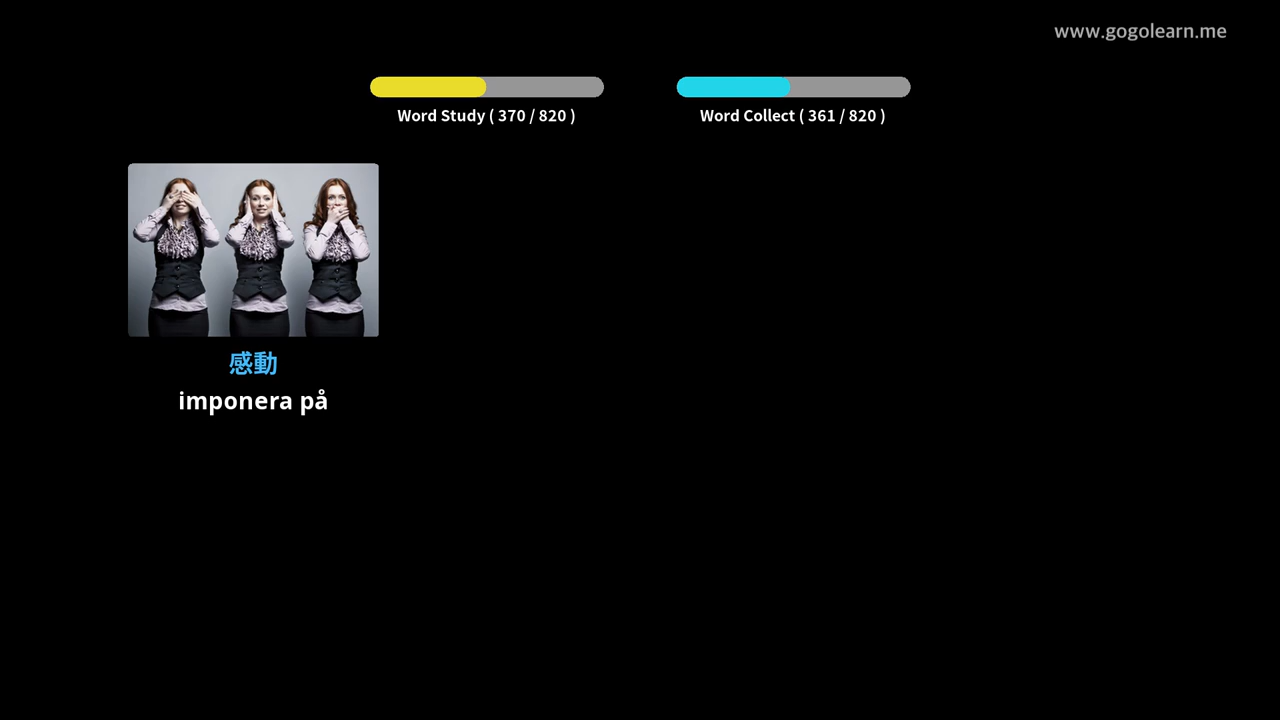 www.gogolearn.me
Word Study ( 370 / 820 )
Word Collect ( 361 / 820 )
感動
imponera på